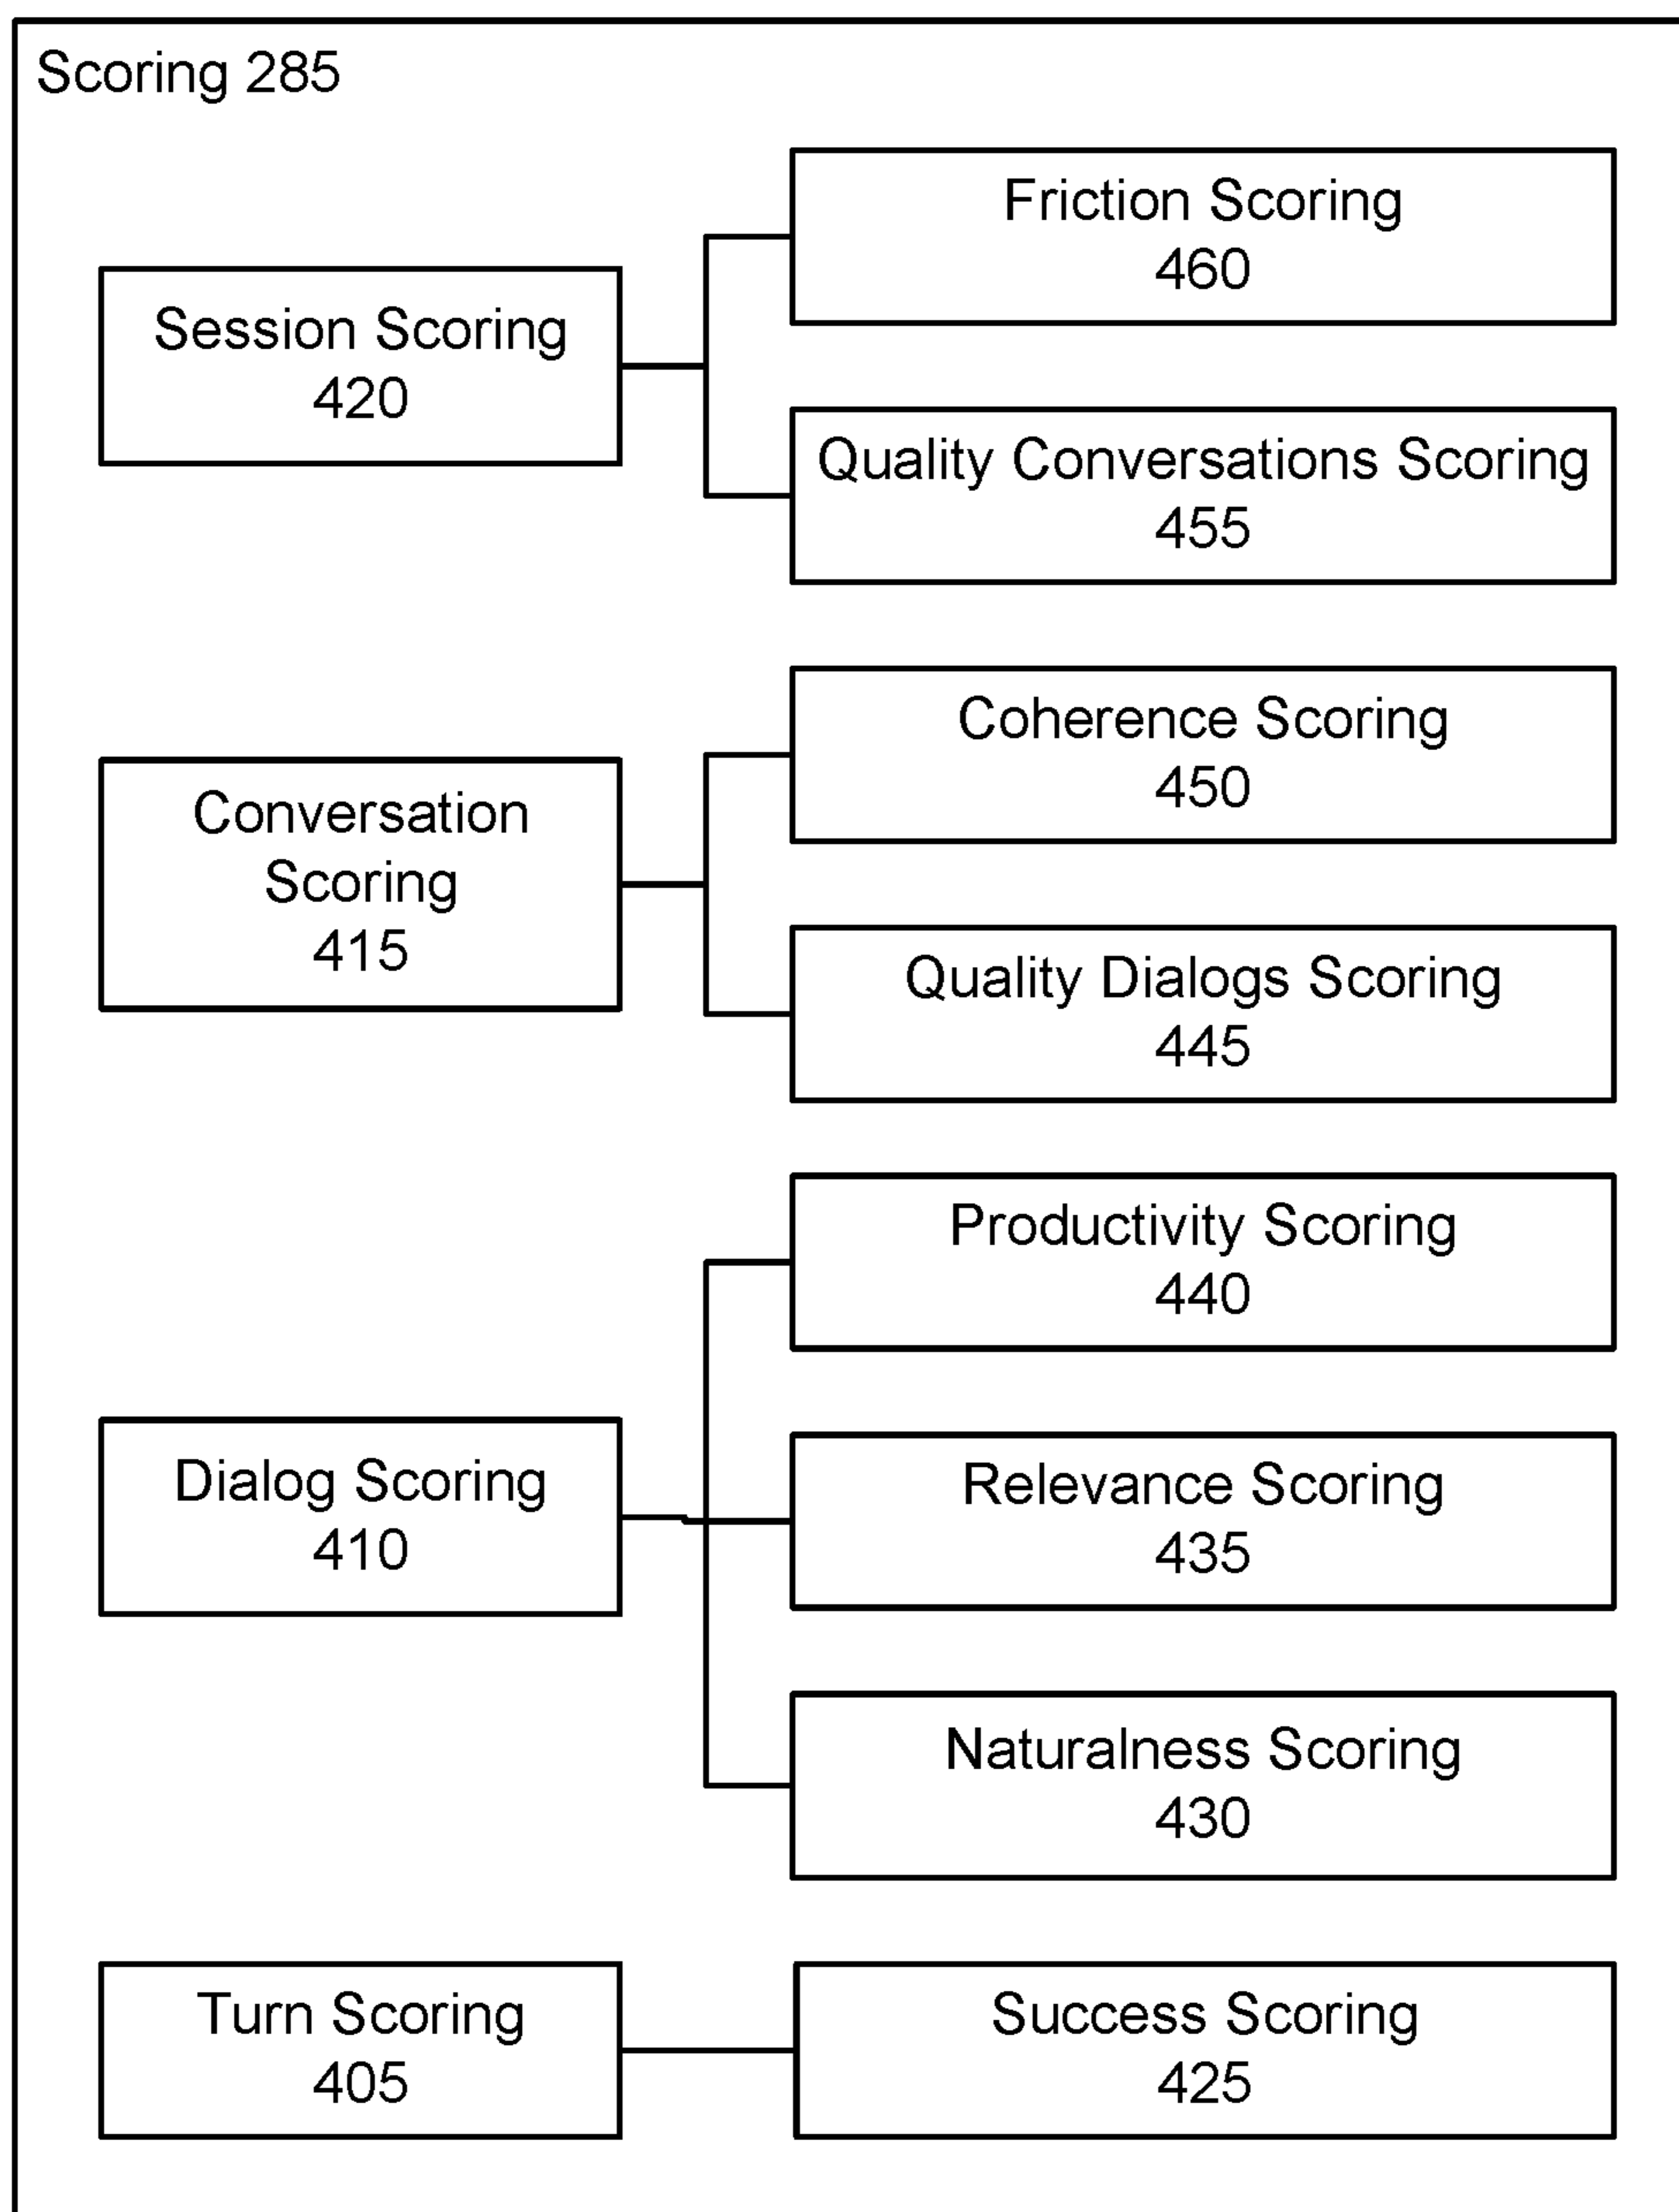 Scoring 285
Session Scoring
420
Friction Scoring
460
Quality Conversations Scoring
455
Conversation
Scoring
415
Coherence Scoring
450
Quality Dialogs Scoring
445
Dialog Scoring
410
Productivity Scoring
440
Relevance Scoring
435
Naturalness Scoring
430
Turn Scoring
405
Success Scoring
425